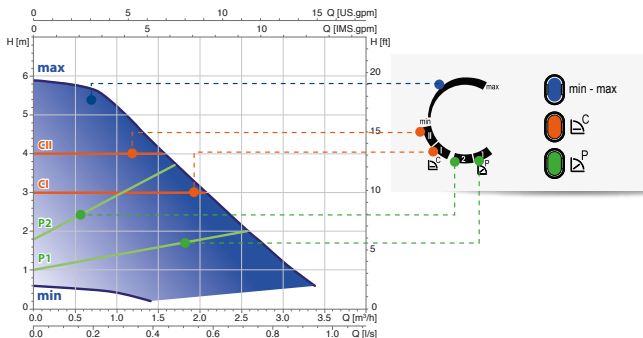 0 5 10 15 Q [US.gpm]
0 5 10 Q [IMS.gpm]
H [m] H [ft]
max
6 20
5
CII
4 15
CI
3
10
P2
2
5
P1
1
min
0 0
0.0 0.5 1.0 1.5 2.0 2.5 3.0 3.5 Q [m³/h]
0.0 0.2 0.4 0.6 0.8 1.0 Q [l/s]
max
min
II
I
2
I
C
P
min - max
C
P